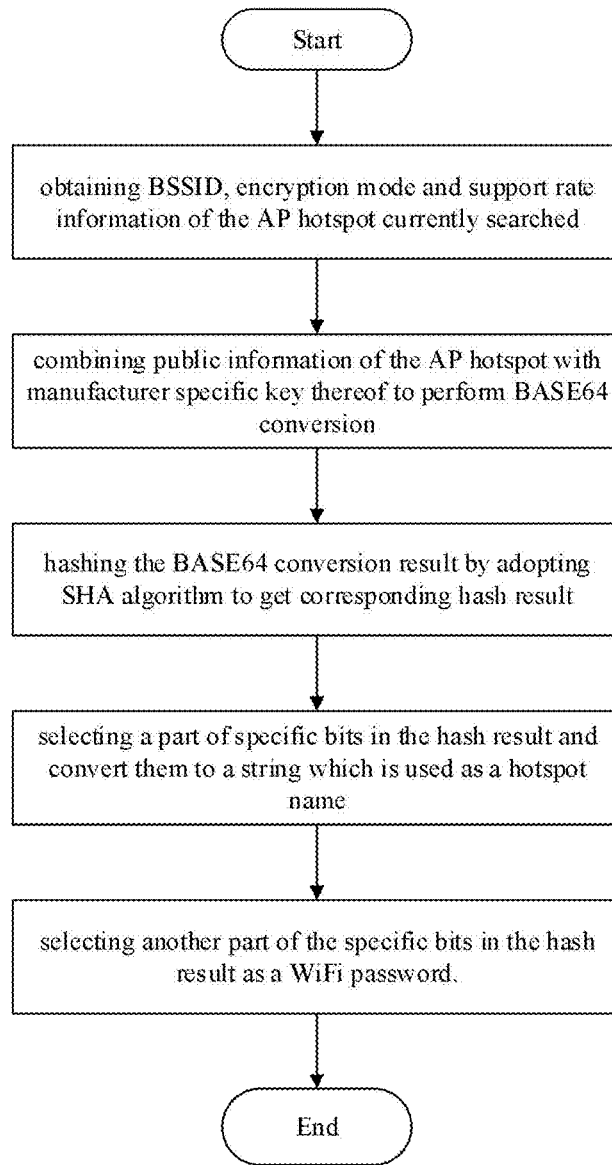 Start
obtaining BSSID, encryption mode and support rate
information of the AP hotspot currently searched
combining public information of the AP hotspot with
manufacturer specific key thereof to perform BASE64
conversion
hashing the BASE64 conversion result by adopting
SHA algorithm to get corresponding hash result
selecting a part of specific bits in the hash result and
convert them to a string which is used as a hotspot
name
selecting another part of the specific bits in the hash
result as a WiFi password.
End